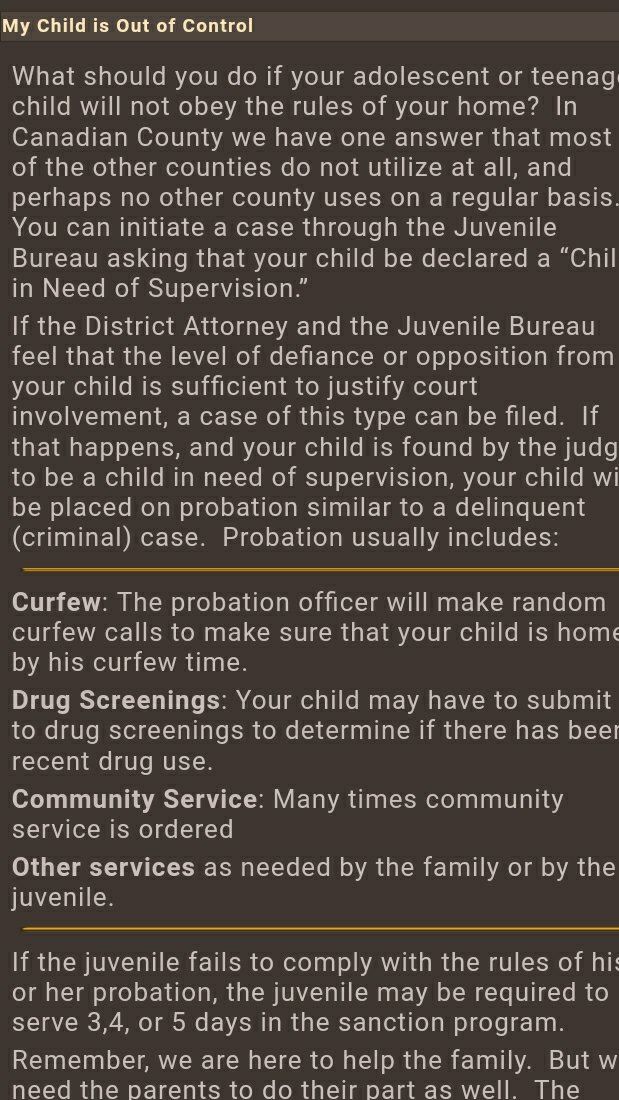 My Child is Out of Control
What should you do if your adolescent or teenag
child will not obey the rules of your home?  In
Canadian County we have one answer that most
of the other counties do not utilize at all, and
perhaps no other county uses on a regular basis.
You can initiate a case through the Juvenile
Bureau asking that your child be declared a “Chil
in Need of Supervision.”
If the District Attorney and the Juvenile Bureau
feel that the level of defiance or opposition from
your child is sufficient to justify court
involvement, a case of this type can be filed.  If
that happens, and your child is found by the judg
to be a child in need of supervision, your child wi
be placed on probation similar to a delinquent
(criminal) case.  Probation usually includes:
Curfew: The probation officer will make random
curfew calls to make sure that your child is home
by his curfew time.
Drug Screenings: Your child may have to submit
to drug screenings to determine if there has been
recent drug use.
Community Service: Many times community
service is ordered
Other services as needed by the family or by the
juvenile.
If the juvenile fails to comply with the rules of his
or her probation, the juvenile may be required to
serve 3,4, or 5 days in the sanction program.
Remember, we are here to help the family.  But w
need the parents to do their part as well.  The